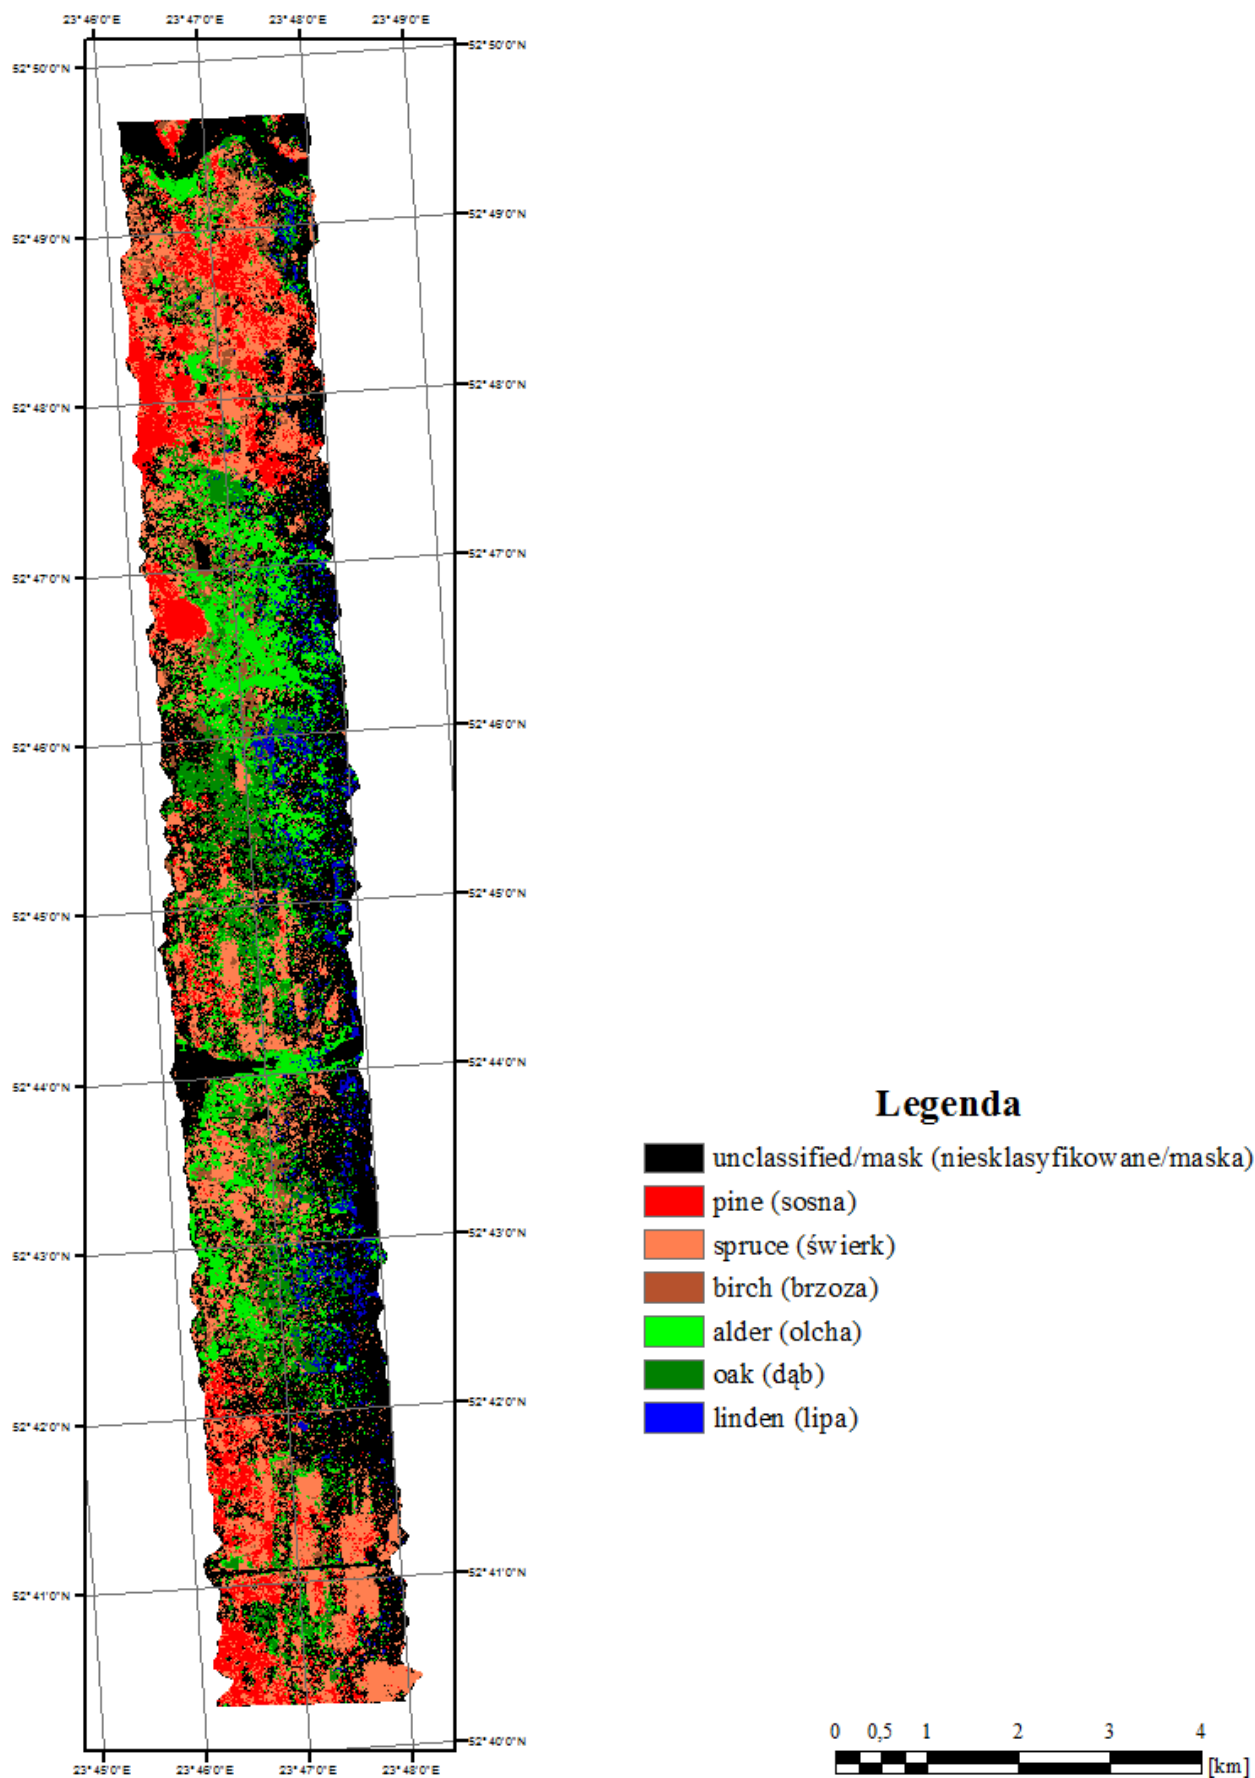 23°46'0"E 23°47'0"E 23°48'0"E 23°49'0"E
52°50'0"N 52°50'0"N
52°49'0"N 52°49'0"N
52°48'0"N 52°48'0"N
52°47'0"N 52°47'0"N
52°46'0"N 52°46'0"N
52°45'0"N 52°45'0"N
52°44'0"N 52°44'0"N
52°43'0"N 52°43'0"N
52°42'0"N 52°42'0"N
52°41'0"N 52°41'0"N
52°40'0"N
23°45'0"E 23°46'0"E 23°47'0"E 23°48'0"E
Legenda
unclassified/mask (niesklasyfikowane/maska)
pine (sosna)
spruce (świerk)
birch (brzoza)
alder (olcha)
oak (dąb)
linden (lipa)
0 0,5 1 2 3 4
[km]